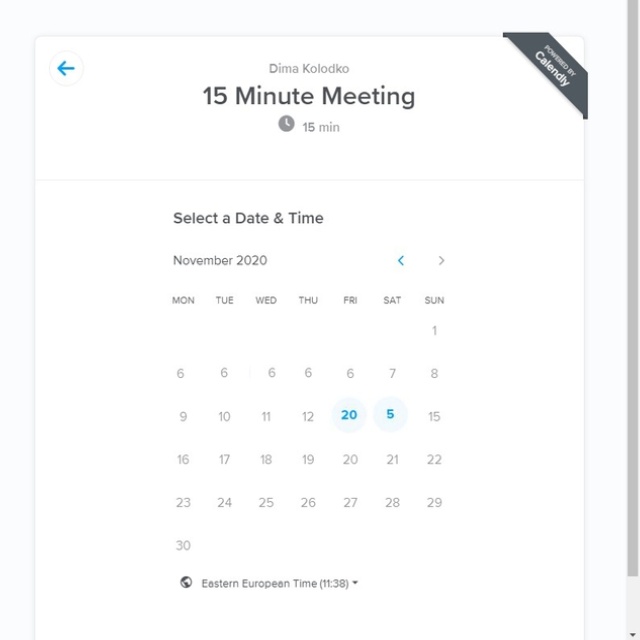 POWERED BY
Calendly
Dima Kolodko
15 Minute Meeting
15 min
Select a Date & Time
November 2020
MON TUE WED THU FRI SAT SUN
1
6 6 6 6 6 7 8
9 10 11 12 20 5 15
16 17 18 19 20 21 22
23 24 25 26 27 28 29
30
Eastern European Time (11:38)